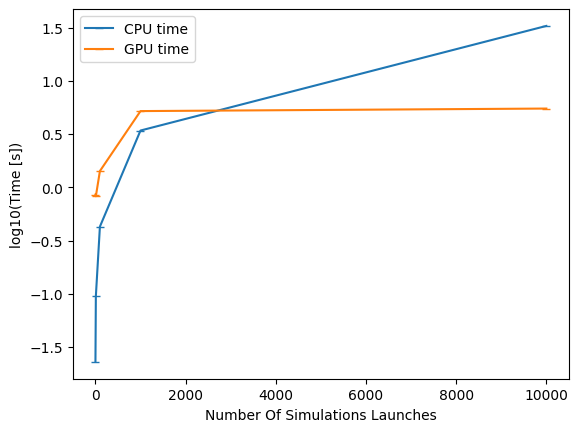 CPU time
GPU time
1.5
1.0
0.5
0.0
−0.5
−1.0
−1.5
log10(Time [s])
0 2000 4000 6000 8000 10000
Number Of Simulations Launches